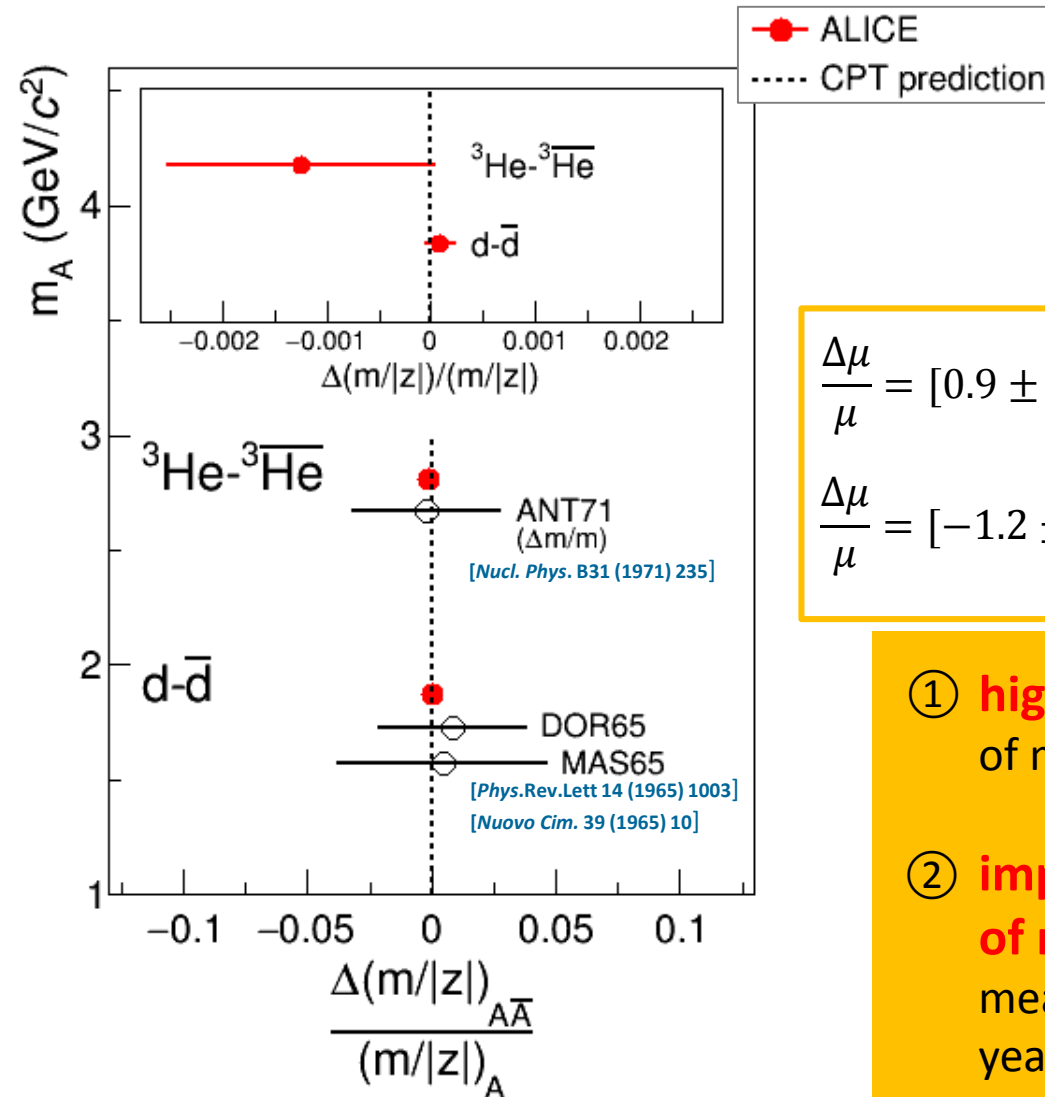 ALICE
CPT prediction
m_A (GeV/c²)
4
3
2
1
³He-³H̅e̅
d-d̅
−0.002 −0.001 0 0.001 0.002
Δ(m/|z|)/(m/|z|)
³He-³H̅e̅
ANT71
(Δm/m)
[Nucl. Phys. B31 (1971) 235]
d-d̅
DOR65
MAS65
[Phys.Rev.Lett 14 (1965) 1003]
[Nuovo Cim. 39 (1965) 10]
−0.1 −0.05 0 0.05 0.1
Δ(m/|z|)_AA̅
(m/|z|)_A
Δμ/μ = [0.9 ±
Δμ/μ = [−1.2
① hig
of
② imp
of
mea
yea